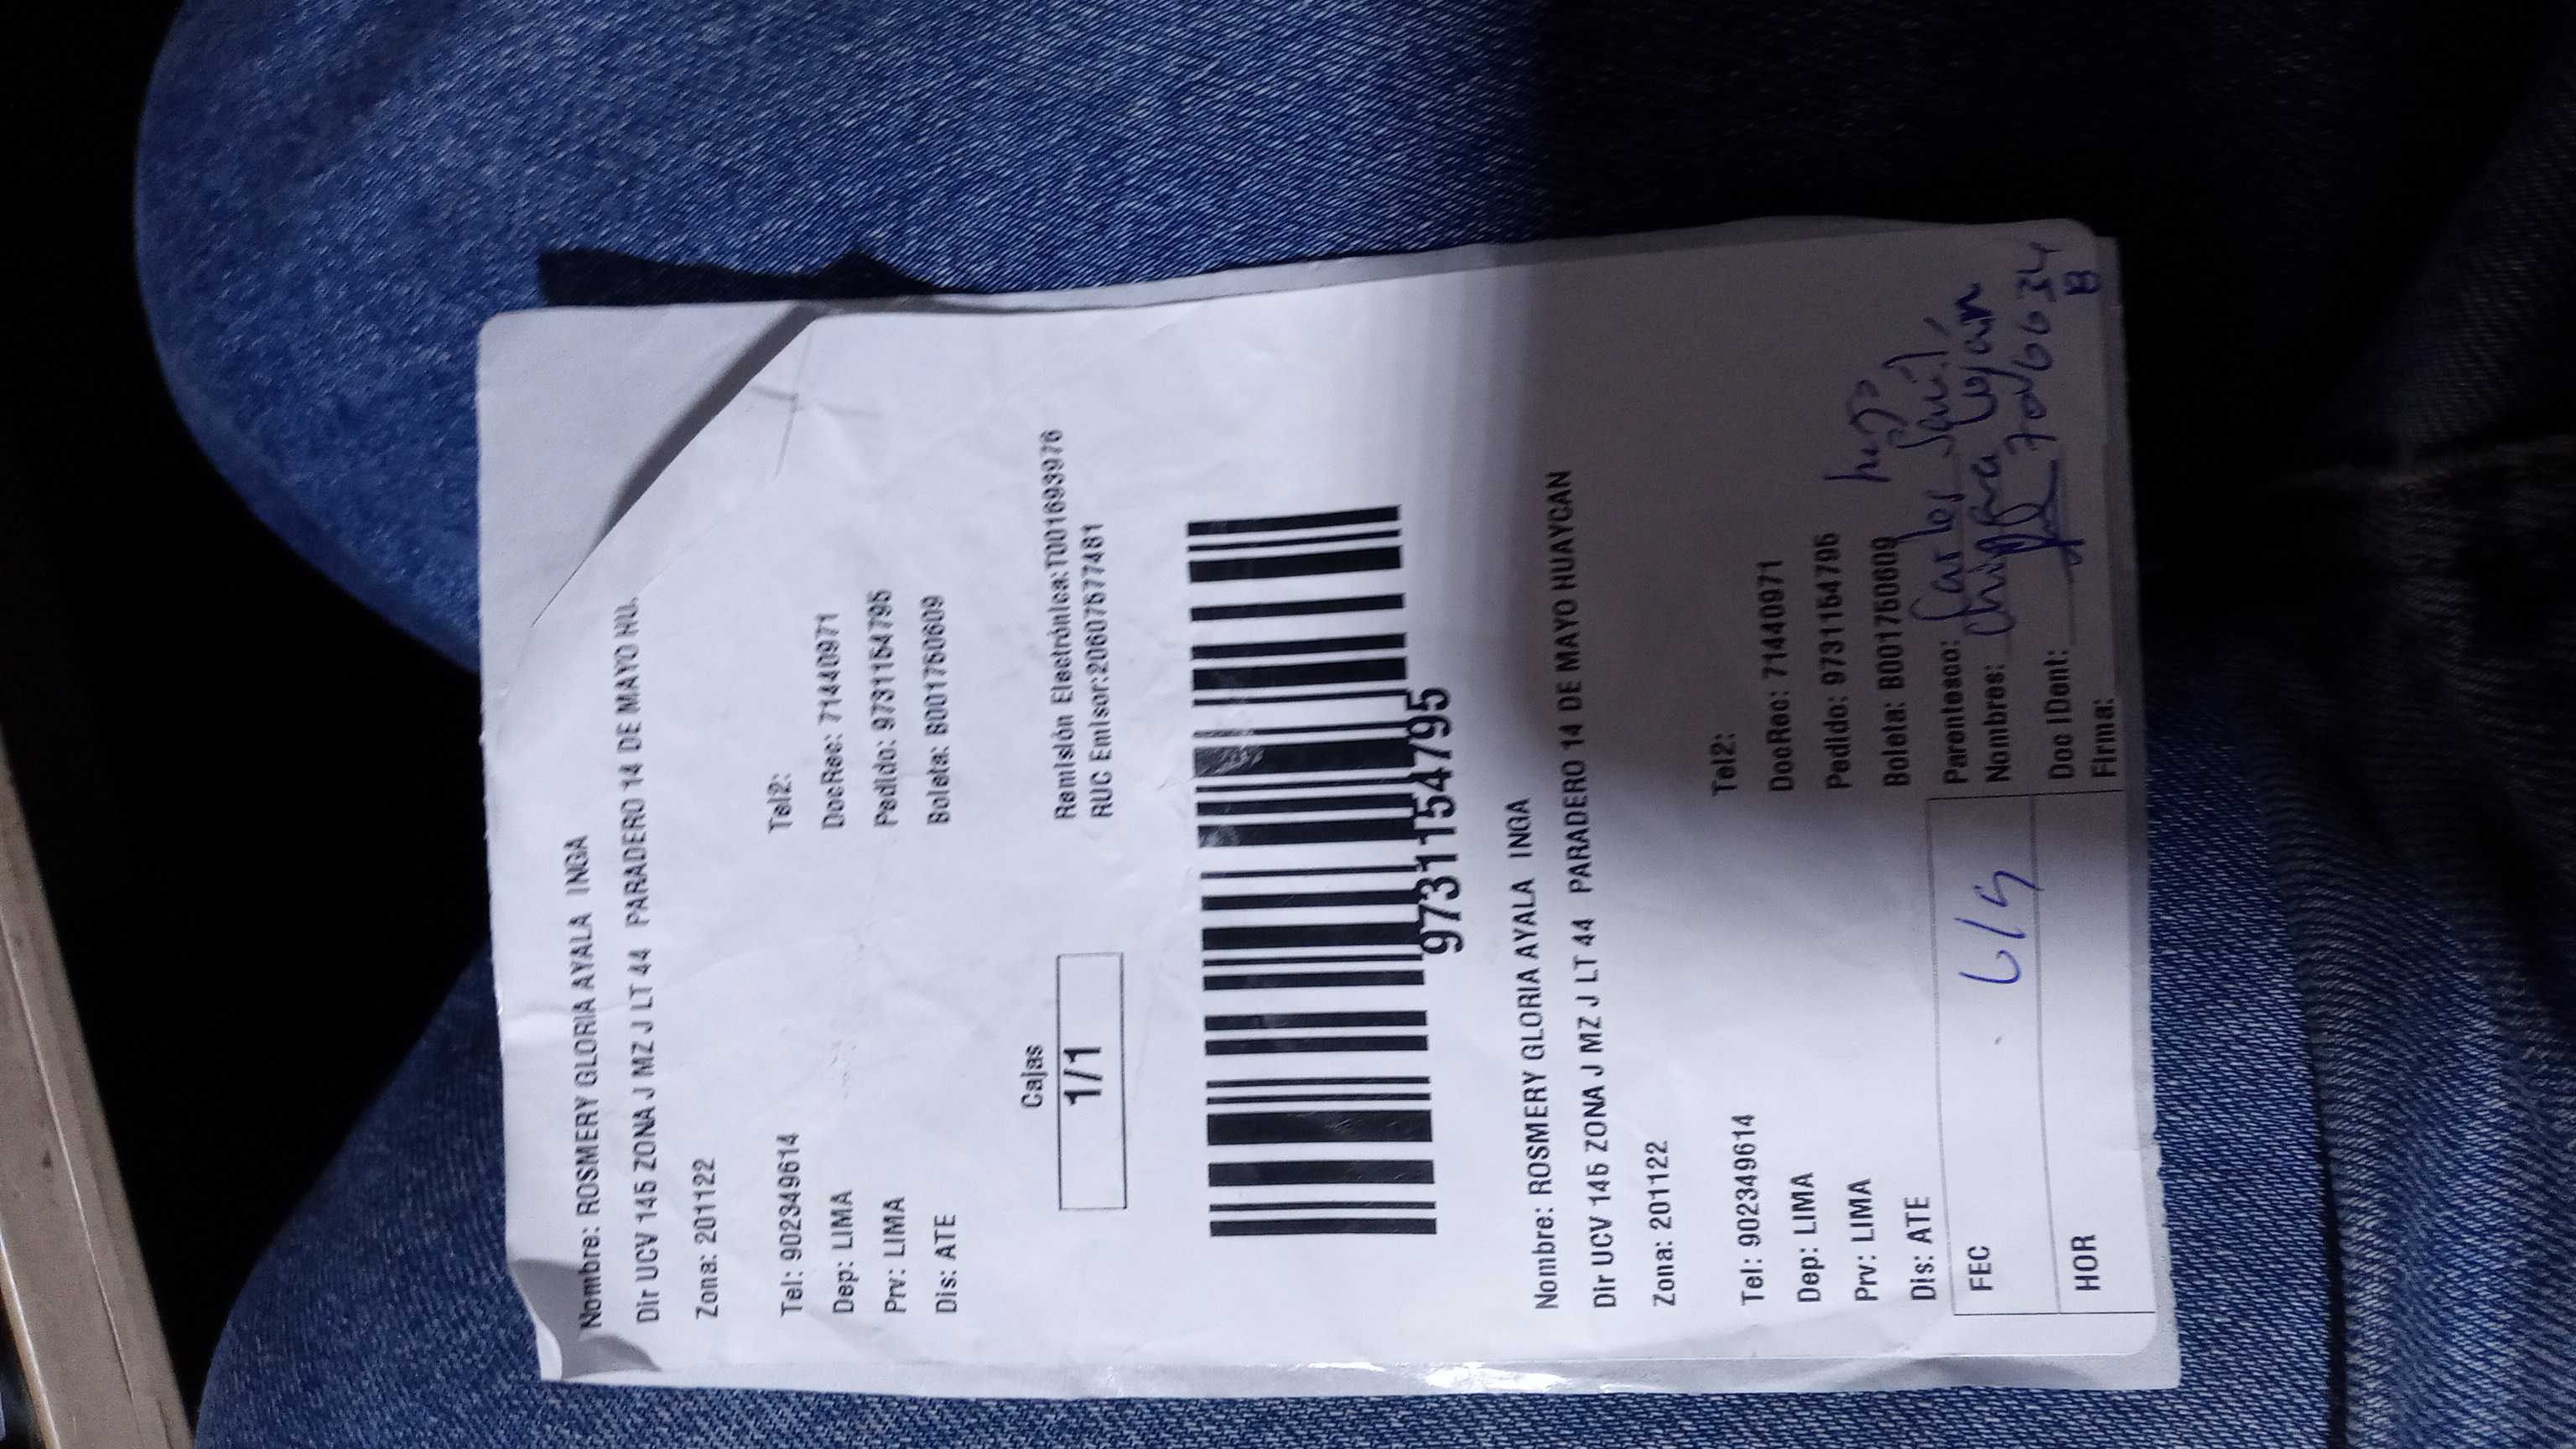 Nombre: ROSMERY GLORIA AYALA INGA
Dir UCV 145 ZONA J MZ J LT 44 PARADERO 14 DE MAYO HU.
Zona: 201122
Tel: 902349614 Tel2:
Dep: LIMA DocRec: 71440971
Prv: LIMA Pedido: 9731154795
Dis: ATE Boleta: B001750609
Cajas
1/1
Remisión Electrónica:T001693976
RUC Emisor:20607577481
9731154795
Nombre: ROSMERY GLORIA AYALA INGA
Dir UCV 145 ZONA J MZ J LT 44 PARADERO 14 DE MAYO HUAYCAN
Zona: 201122
Tel: 902349614 Tel2:
Dep: LIMA DocRec: 71440971
Prv: LIMA Pedido: 9731154795
Dis: ATE Boleta: B001750609
FEC Parentesco: Carlos
Nombres:
HOR Doc IDent:
Firma: